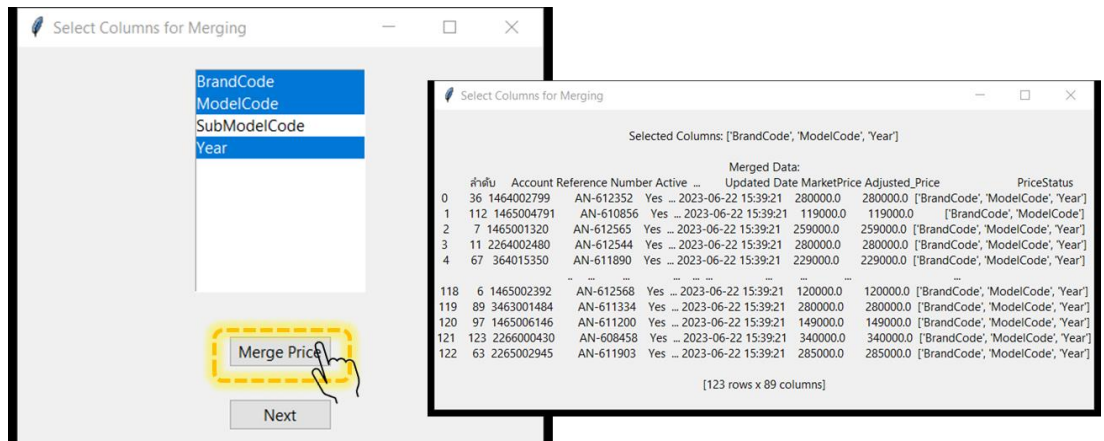 Select Columns for Merging
BrandCode
ModelCode
SubModelCode
Year
Merge Price
Next
Select Columns for Merging
Selected Columns: ['BrandCode', 'ModelCode', 'Year']
Merged Data:
ลำดับ Account Reference Number Active ... Updated Date MarketPrice Adjusted_Price PriceStatus
0 36 1464002799 AN-612352 Yes ... 2023-06-22 15:39:21 280000.0 280000.0 ['BrandCode', 'ModelCode', 'Year']
1 112 1465004791 AN-610856 Yes ... 2023-06-22 15:39:21 119000.0 119000.0 ['BrandCode', 'ModelCode']
2 7 1465001320 AN-612565 Yes ... 2023-06-22 15:39:21 259000.0 259000.0 ['BrandCode', 'ModelCode', 'Year']
3 11 2264002480 AN-612544 Yes ... 2023-06-22 15:39:21 280000.0 280000.0 ['BrandCode', 'ModelCode', 'Year']
4 67 364015350 AN-611890 Yes ... 2023-06-22 15:39:21 229000.0 229000.0 ['BrandCode', 'ModelCode', 'Year']
.. ... ... ... ... ... ... ... ...
118 6 1465002392 AN-612568 Yes ... 2023-06-22 15:39:21 120000.0 120000.0 ['BrandCode', 'ModelCode', 'Year']
119 89 3463001484 AN-611334 Yes ... 2023-06-22 15:39:21 280000.0 280000.0 ['BrandCode', 'ModelCode', 'Year']
120 97 1465006146 AN-611200 Yes ... 2023-06-22 15:39:21 149000.0 149000.0 ['BrandCode', 'ModelCode', 'Year']
121 123 2266000430 AN-608458 Yes ... 2023-06-22 15:39:21 340000.0 340000.0 ['BrandCode', 'ModelCode', 'Year']
122 63 2265002945 AN-611903 Yes ... 2023-06-22 15:39:21 285000.0 285000.0 ['BrandCode', 'ModelCode', 'Year']
[123 rows x 89 columns]